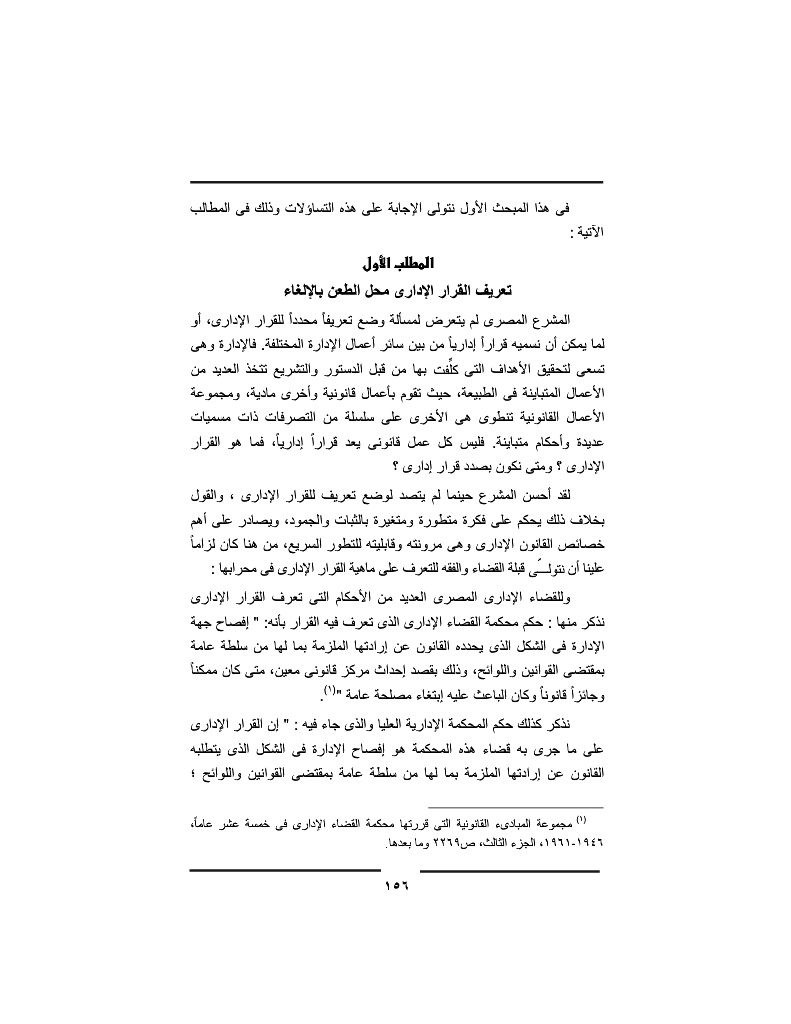 فى هذا المبحث الأول نتولى الإجابة على هذه التساؤلات وذلك فى المطالب
الآتية :
المطلب الأول
تعريف القرار الإدارى محل الطعن بالإلغاء
المشرع المصرى لم يتعرض لمسألة وضع تعريفاً محدداً للقرار الإدارى، أو
لما يمكن أن نسميه قراراً إدارياً من بين سائر أعمال الإدارة المختلفة. فالإدارة وهى
تسعى لتحقيق الأهداف التى كلِّفت بها من قبل الدستور والتشريع تتخذ العديد من
الأعمال المتباينة فى الطبيعة، حيث تقوم بأعمال قانونية وأخرى مادية، ومجموعة
الأعمال القانونية تنطوى هى الأخرى على سلسلة من التصرفات ذات مسميات
عديدة وأحكام متباينة. فليس كل عمل قانونى يعد قراراً إدارياً، فما هو القرار
الإدارى ؟ ومتى نكون بصدد قرار إدارى ؟
لقد أحسن المشرع حينما لم يتصد لوضع تعريف للقرار الإدارى ، والقول
بخلاف ذلك يحكم على فكرة متطورة ومتغيرة بالثبات والجمود، ويصادر على أهم
خصائص القانون الإدارى وهى مرونته وقابليته للتطور السريع، من هنا كان لزاماً
علينا أن نتولـــّى قبلة القضاء والفقه للتعرف على ماهية القرار الإدارى فى محرابها :
وللقضاء الإدارى المصرى العديد من الأحكام التى تعرف القرار الإدارى
نذكر منها : حكم محكمة القضاء الإدارى الذى تعرف فيه القرار بأنه: " إفصاح جهة
الإدارة فى الشكل الذى يحدده القانون عن إرادتها الملزمة بما لها من سلطة عامة
بمقتضى القوانين واللوائح، وذلك بقصد إحداث مركز قانونى معين، متى كان ممكناً
وجائزاً قانوناً وكان الباعث عليه إبتغاء مصلحة عامة "(١).
نذكر كذلك حكم المحكمة الإدارية العليا والذى جاء فيه : " إن القرار الإدارى
على ما جرى به قضاء هذه المحكمة هو إفصاح الإدارة فى الشكل الذى يتطلبه
القانون عن إرادتها الملزمة بما لها من سلطة عامة بمقتضى القوانين واللوائح ؛
(١) مجموعة المبادىء القانونية التى قررتها محكمة القضاء الإدارى فى خمسة عشر عاماً،
١٩٤٦-١٩٦١، الجزء الثالث، ص٢٢٦٩ وما بعدها.
١٥٦